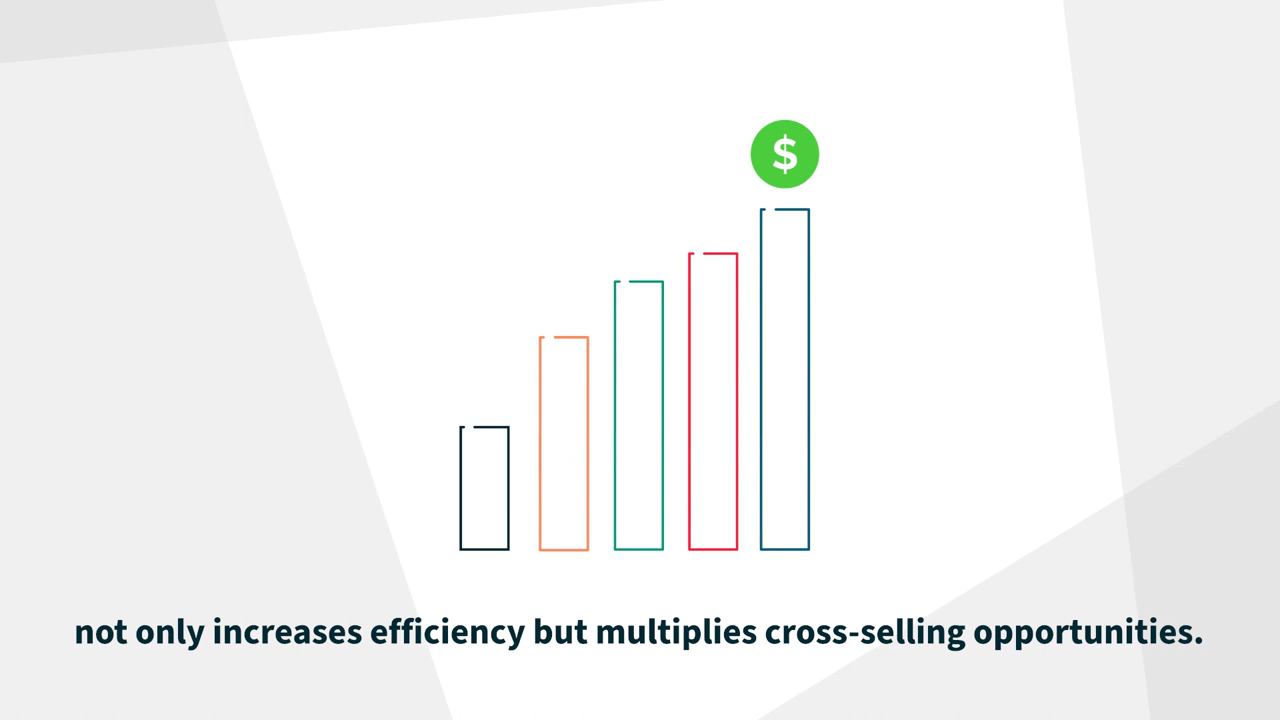 $
not only increases efficiency but multiplies cross-selling opportunities.